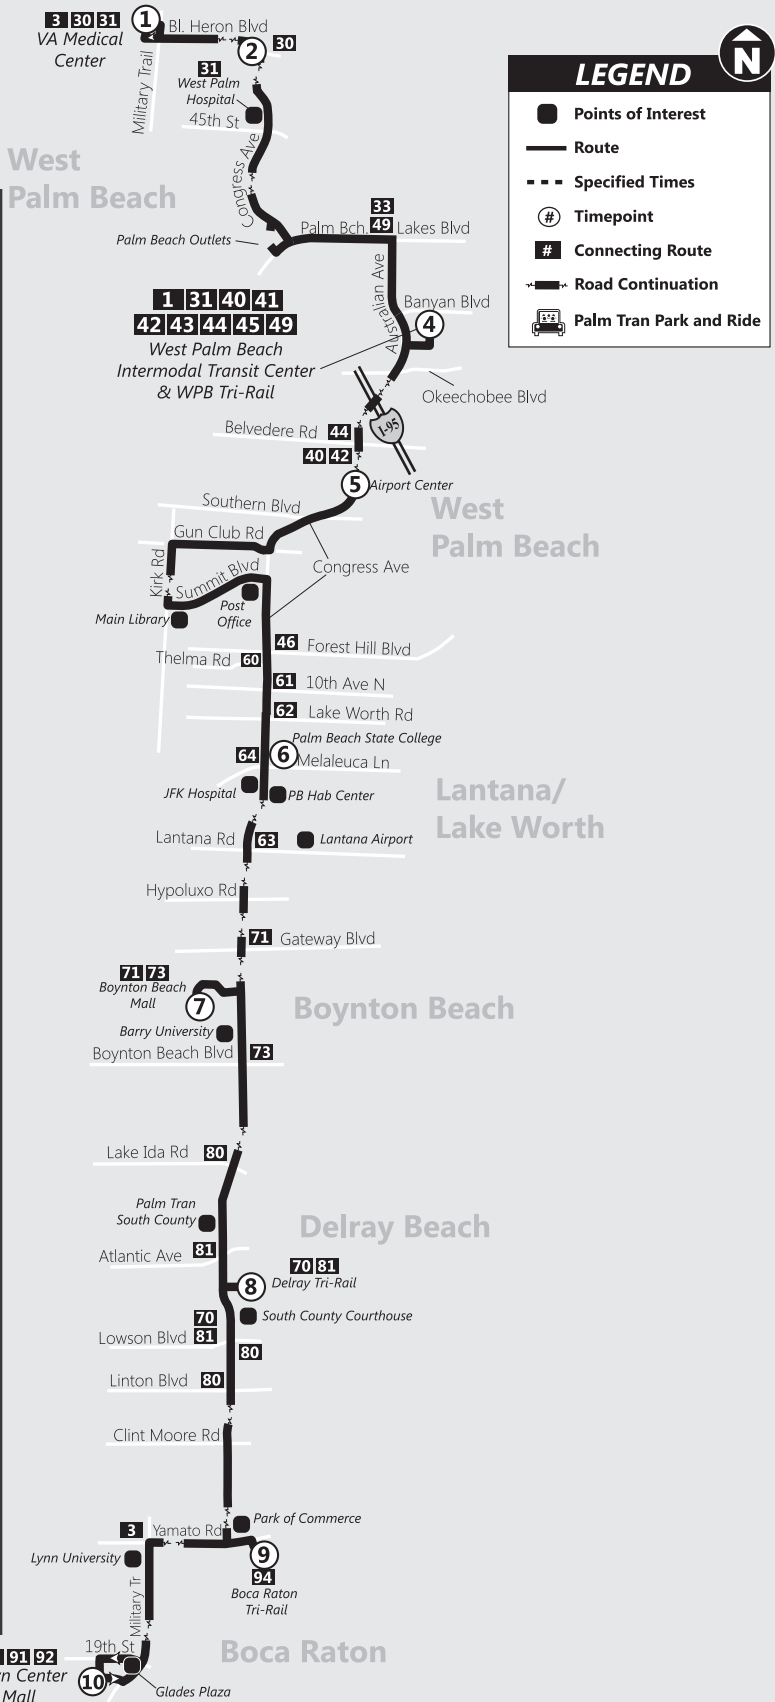 1
3 30 31
VA Medical
Center
Bl. Heron Blvd
2
30
Military Trail
31
West Palm
Hospital
45th St
Congress Ave
N
LEGEND
Points of Interest
Route
Specified Times
# Timepoint
# Connecting Route
Road Continuation
Palm Tran Park and Ride
West
Palm Beach
Palm Beach Outlets
33
49
Palm Bch. Lakes Blvd
Australian Ave
Banyan Blvd
4
1 31 40 41
42 43 44 45 49
West Palm Beach
Intermodal Transit Center
& WPB Tri-Rail
Okeechobee Blvd
I-95
Belvedere Rd 44
40 42
5 Airport Center
West
Palm Beach
Southern Blvd
Gun Club Rd
Kirk Rd
Summit Blvd
Congress Ave
Post
Office
Main Library
46 Forest Hill Blvd
Thelma Rd 60
61 10th Ave N
62 Lake Worth Rd
Palm Beach State College
64 6
Melaleuca Ln
JFK Hospital
PB Hab Center
Lantana/
Lake Worth
Lantana Rd 63 Lantana Airport
Hypoluxo Rd
71 Gateway Blvd
71 73
Boynton Beach
Mall
7
Boynton Beach
Barry University
Boynton Beach Blvd 73
Lake Ida Rd 80
Palm Tran
South County
Delray Beach
Atlantic Ave 81
70 81
8 Delray Tri-Rail
70 South County Courthouse
Lowson Blvd 81
80
Linton Blvd 80
Clint Moore Rd
Park of Commerce
3 Yamato Rd
Lynn University
9
94
Boca Raton
Tri-Rail
Military Tr
Boca Raton
19th St
91 92
n Center
Mall
10
Glades Plaza